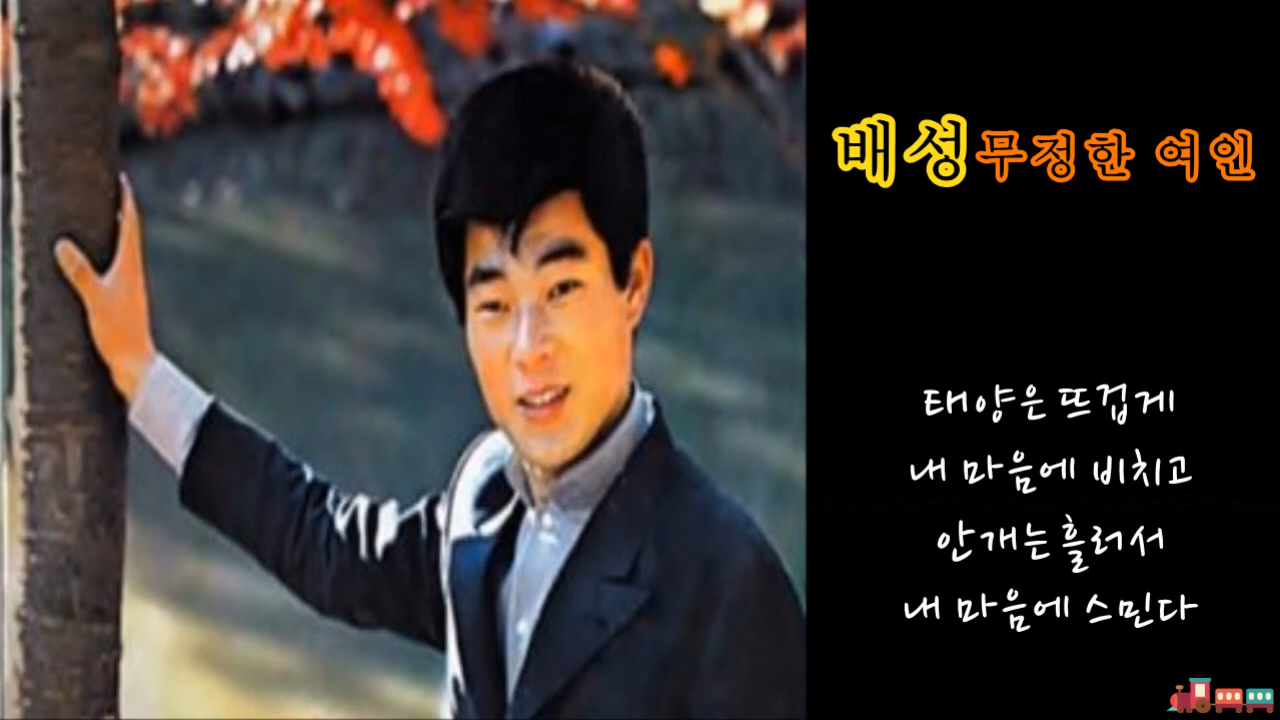 배성 무정한 여인
태양은 뜨겁게
내 마음에 비치고
안개는 흘러서
내 마음에 스민다